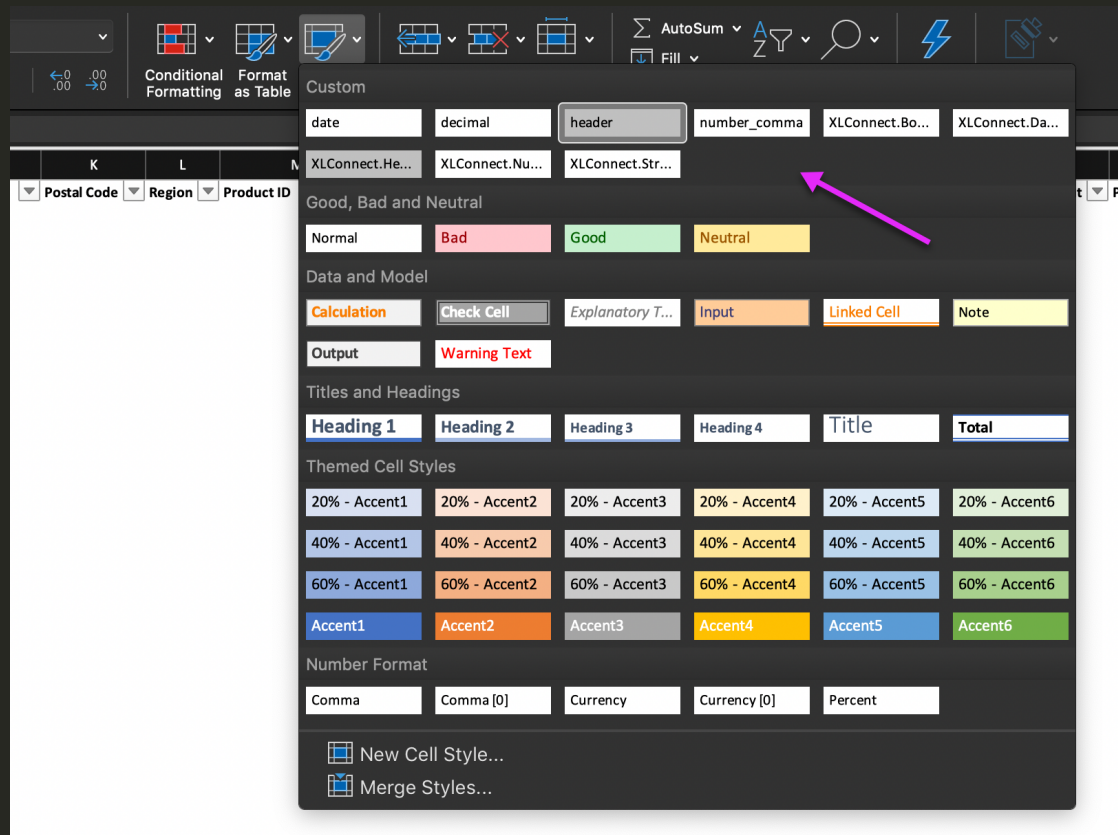 AutoSum
Fill
A
Z
←0 .00
.00 →0
Conditional Formatting
Format as Table
K L
Postal Code Region Product ID
Custom
date decimal header number_comma XLConnect.Bo... XLConnect.Da...
XLConnect.He... XLConnect.Nu... XLConnect.Str...
Good, Bad and Neutral
Normal Bad Good Neutral
Data and Model
Calculation Check Cell Explanatory T... Input Linked Cell Note
Output Warning Text
Titles and Headings
Heading 1 Heading 2 Heading 3 Heading 4 Title Total
Themed Cell Styles
20% - Accent1 20% - Accent2 20% - Accent3 20% - Accent4 20% - Accent5 20% - Accent6
40% - Accent1 40% - Accent2 40% - Accent3 40% - Accent4 40% - Accent5 40% - Accent6
60% - Accent1 60% - Accent2 60% - Accent3 60% - Accent4 60% - Accent5 60% - Accent6
Accent1 Accent2 Accent3 Accent4 Accent5 Accent6
Number Format
Comma Comma [0] Currency Currency [0] Percent
New Cell Style...
Merge Styles...